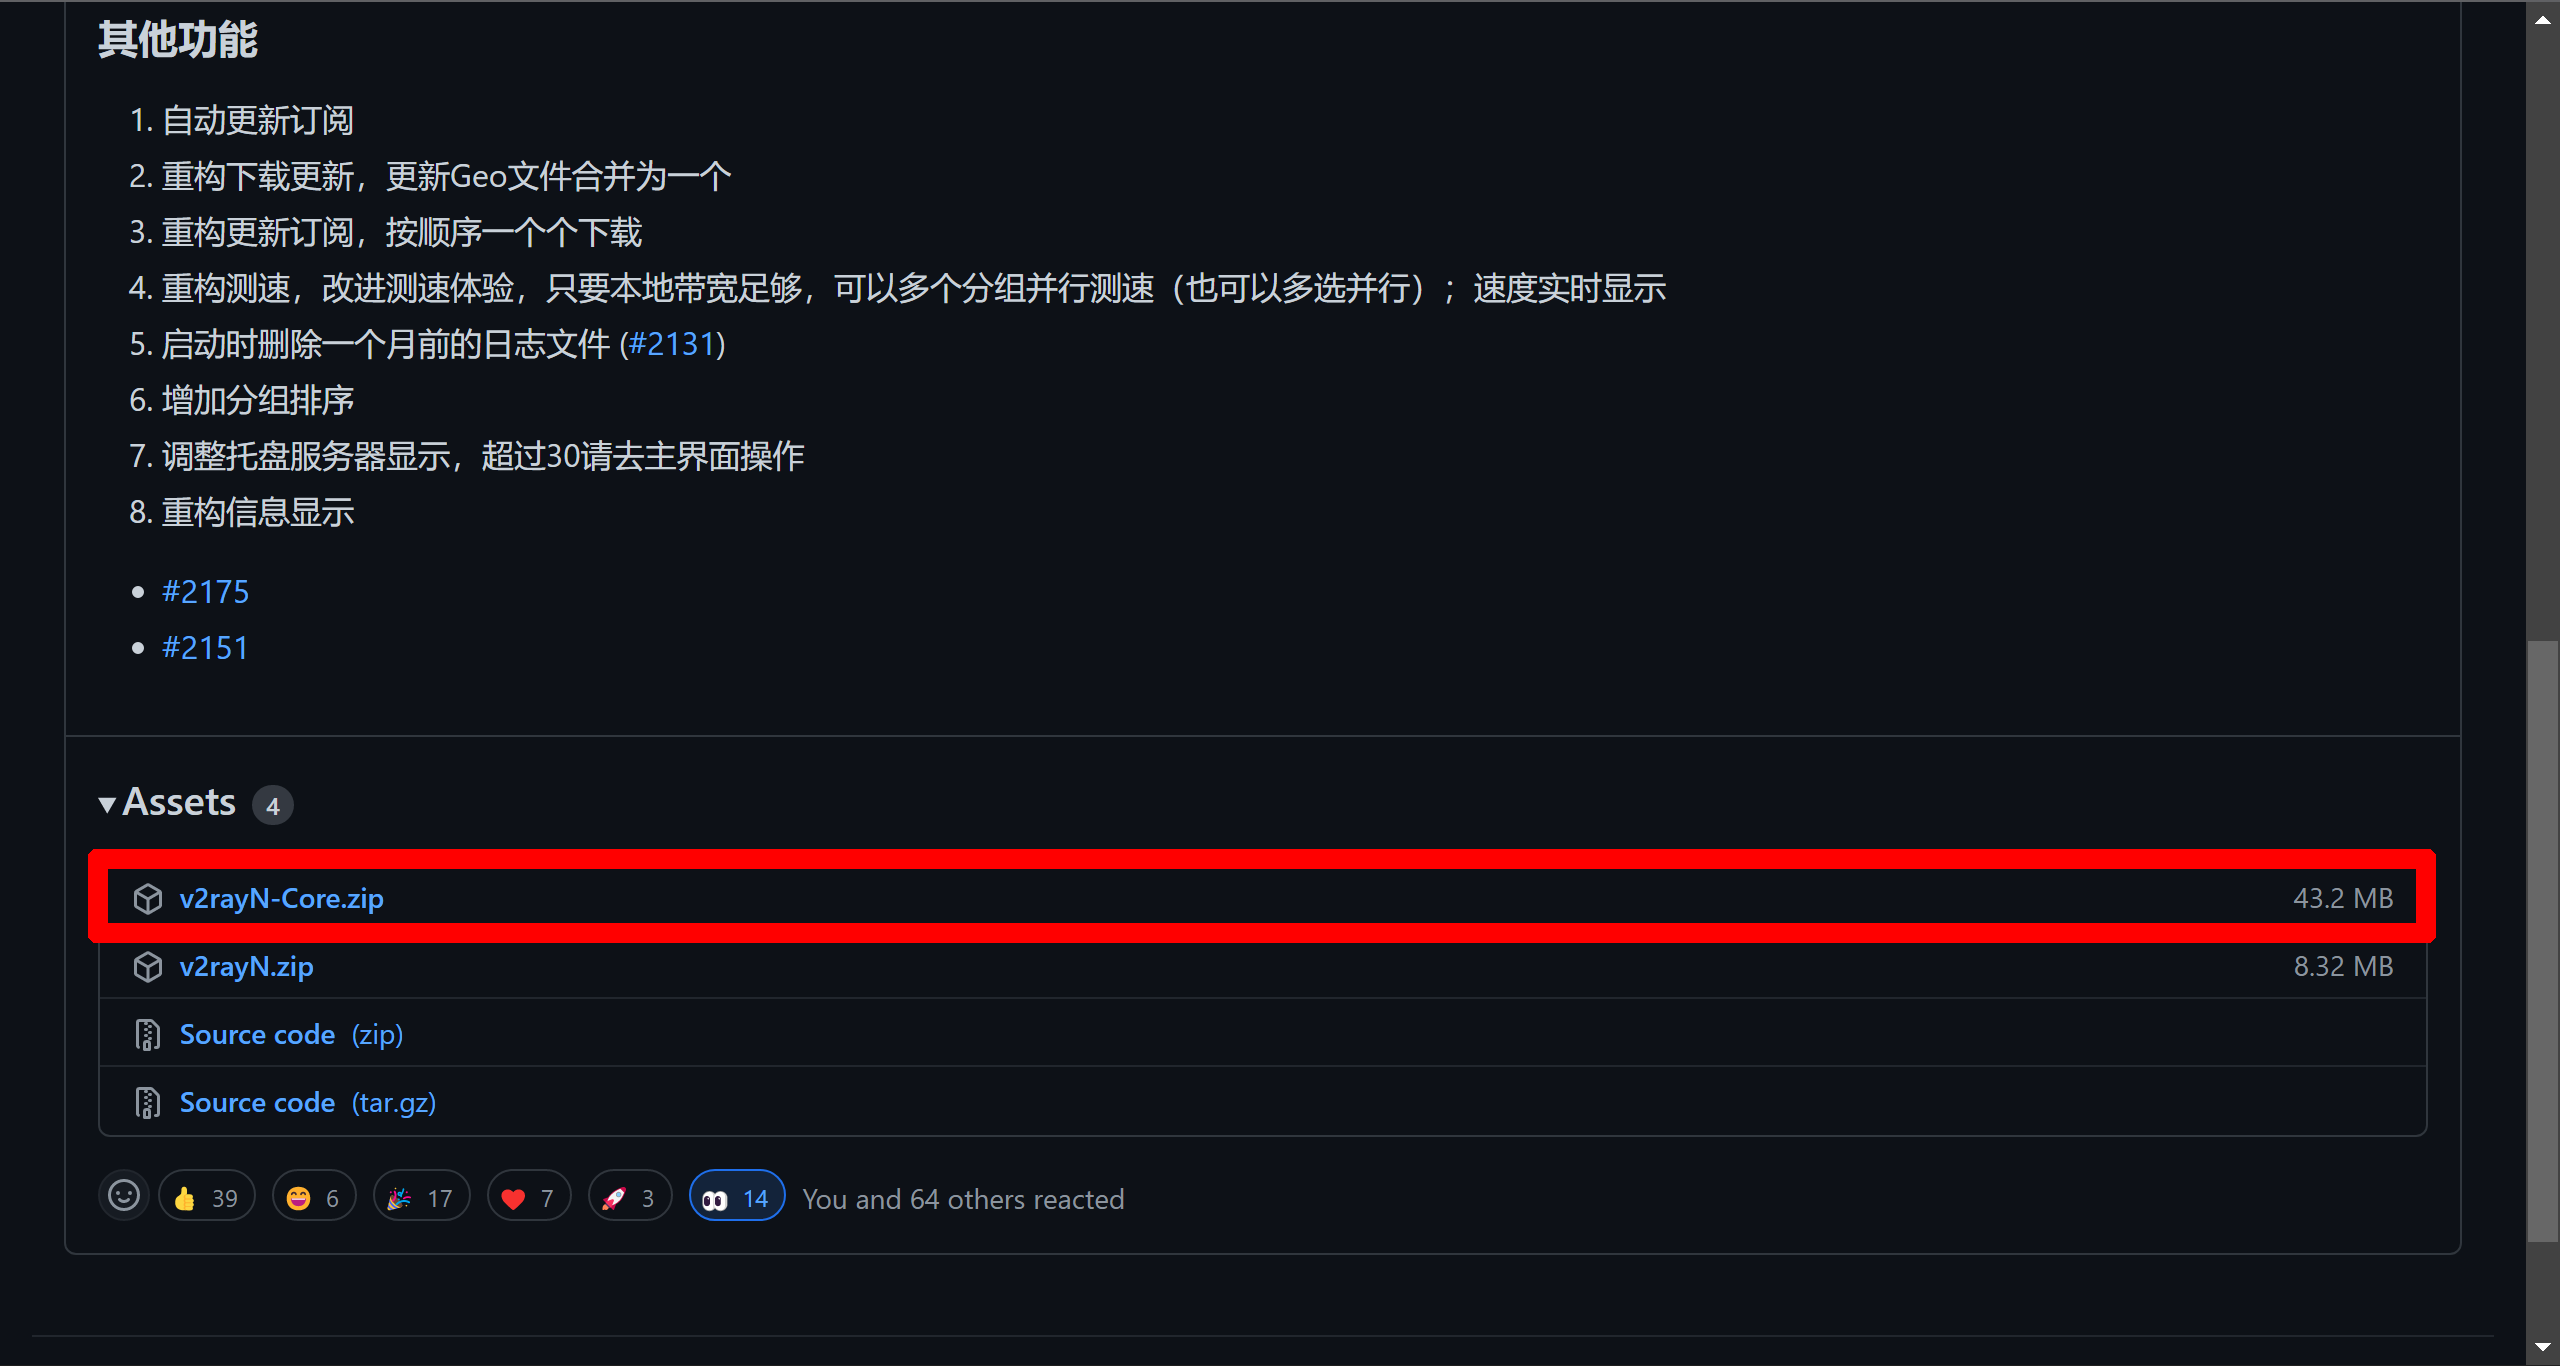 其他功能
1. 自动更新订阅
2. 重构下载更新，更新Geo文件合并为一个
3. 重构更新订阅，按顺序一个个下载
4. 重构测速，改进测速体验，只要本地带宽足够，可以多个分组并行测速（也可以多选并行）；速度实时显示
5. 启动时删除一个月前的日志文件 (#2131)
6. 增加分组排序
7. 调整托盘服务器显示，超过30请去主界面操作
8. 重构信息显示
• #2175
• #2151
Assets 4
v2rayN-Core.zip 43.2 MB
v2rayN.zip 8.32 MB
Source code (zip)
Source code (tar.gz)
39 6 17 7 3 14 You and 64 others reacted